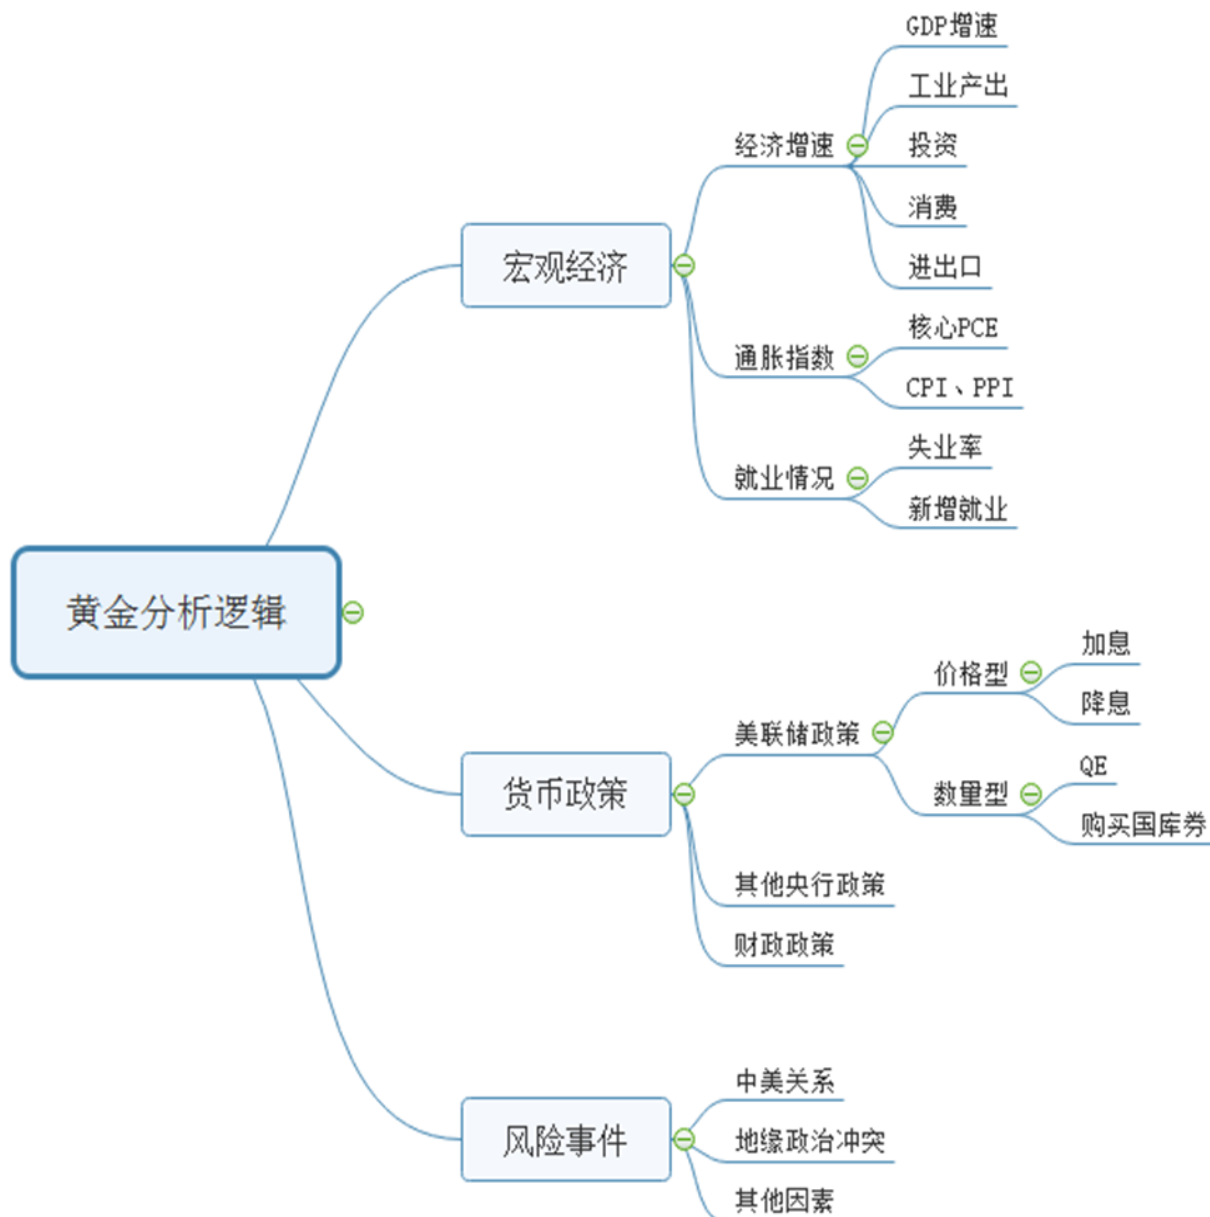 黄金分析逻辑
宏观经济
经济增速
GDP增速
工业产出
投资
消费
进出口
通胀指数
核心PCE
CPI、PPI
就业情况
失业率
新增就业
货币政策
美联储政策
价格型
加息
降息
数量型
QE
购买国库券
其他央行政策
财政政策
风险事件
中美关系
地缘政治冲突
其他因素